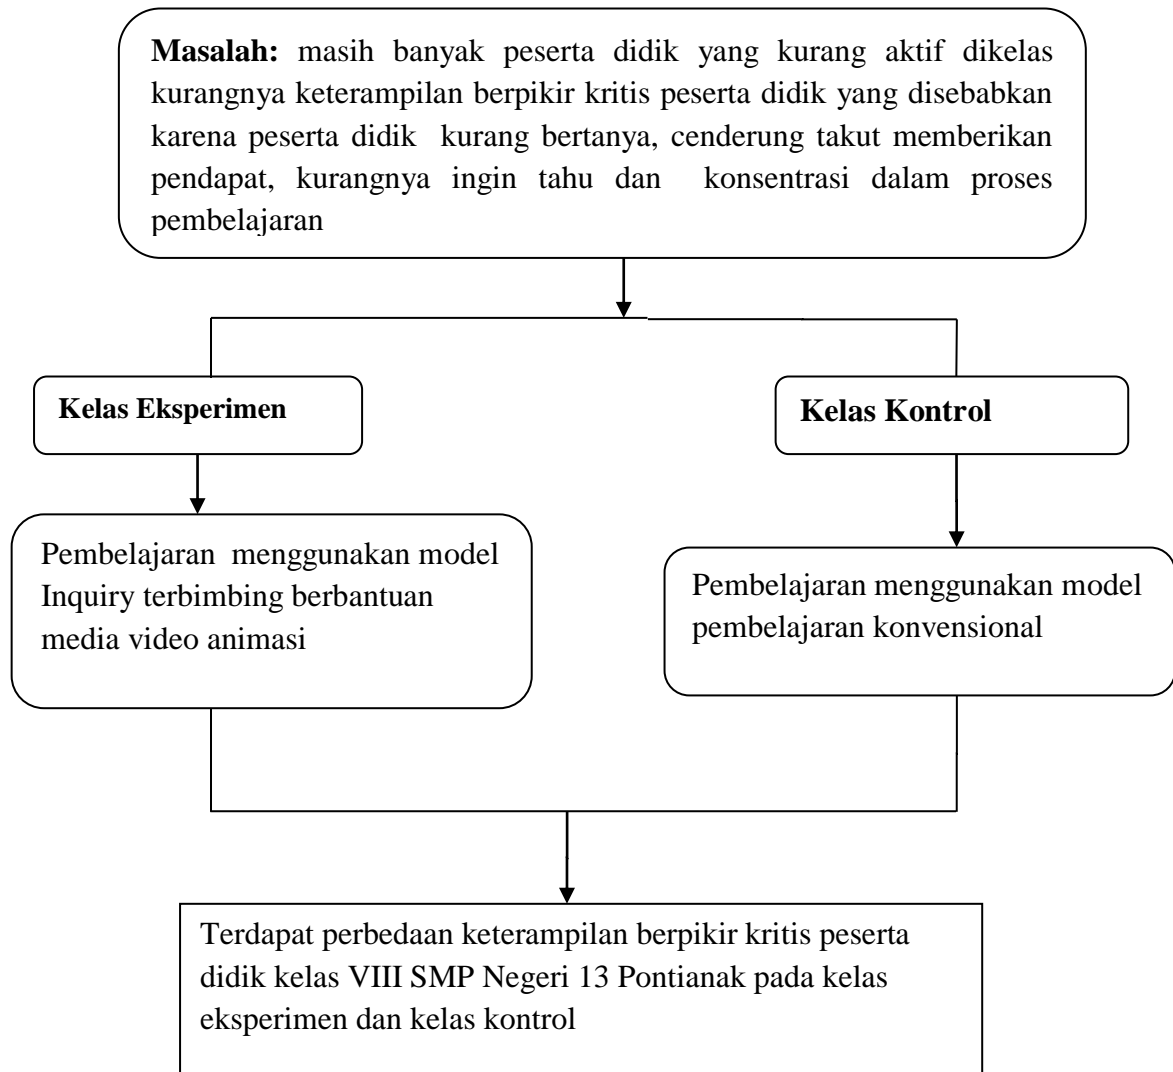 Masalah: masih banyak peserta didik yang kurang aktif dikelas
kurangnya keterampilan berpikir kritis peserta didik yang disebabkan
karena peserta didik kurang bertanya, cenderung takut memberikan
pendapat, kurangnya ingin tahu dan konsentrasi dalam proses
pembelajaran
Kelas Eksperimen
Kelas Kontrol
Pembelajaran menggunakan model
Inquiry terbimbing berbantuan
media video animasi
Pembelajaran menggunakan model
pembelajaran konvensional
Terdapat perbedaan keterampilan berpikir kritis peserta
didik kelas VIII SMP Negeri 13 Pontianak pada kelas
eksperimen dan kelas kontrol